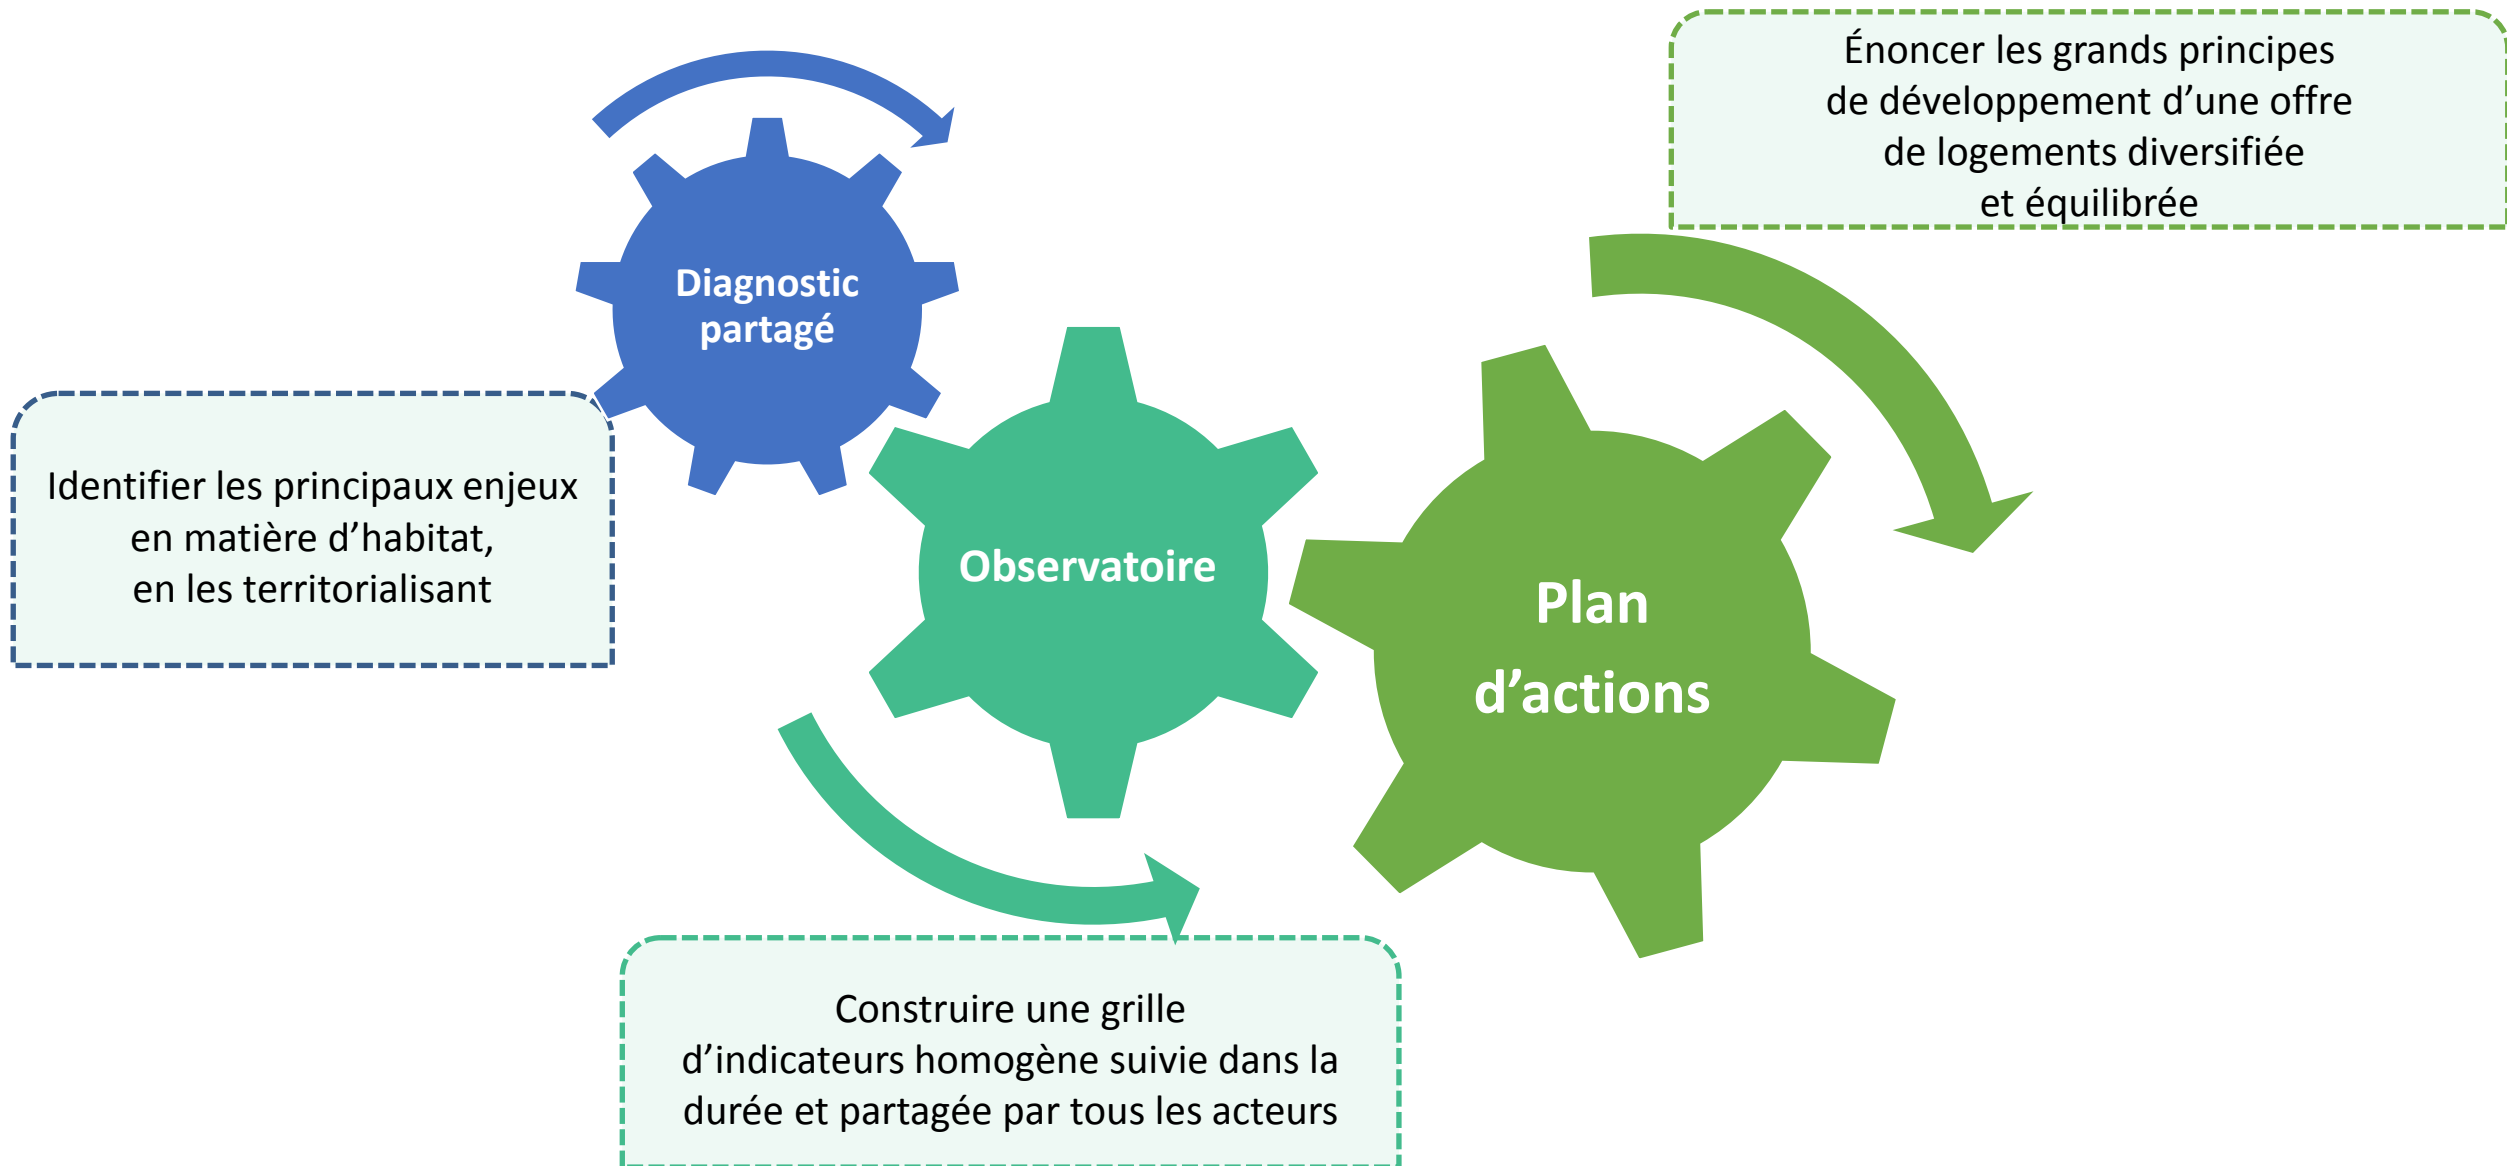 Énoncer les grands principes
de développement d’une offre
de logements diversifiée
et équilibrée
Diagnostic
partagé
Identifier les principaux enjeux
en matière d’habitat,
en les territorialisant
Observatoire
Plan
d’actions
Construire une grille
d’indicateurs homogène suivie dans la
durée et partagée par tous les acteurs